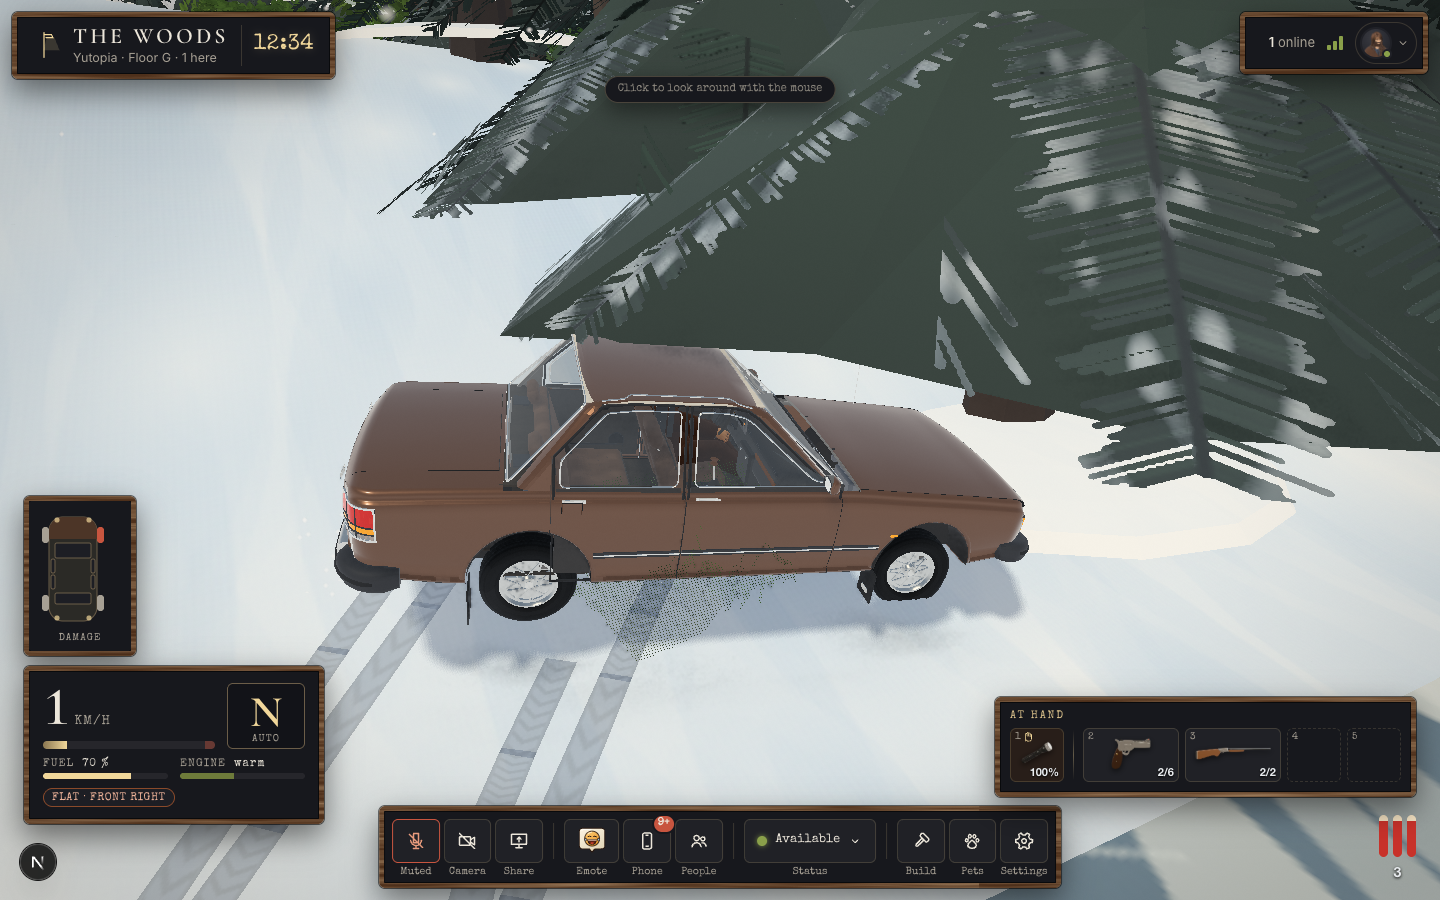 THE WOODS
Yutopia · Floor G · 1 here
12:34
Click to look around with the mouse
1 online
DAMAGE
1 KM/H
N
AUTO
FUEL 70 %
ENGINE warm
FLAT · FRONT RIGHT
AT HAND
1
100%
2
2/6
3
2/2
4
5
3
N
9+
Available
Muted
Camera
Share
Emote
Phone
People
Status
Build
Pets
Settings